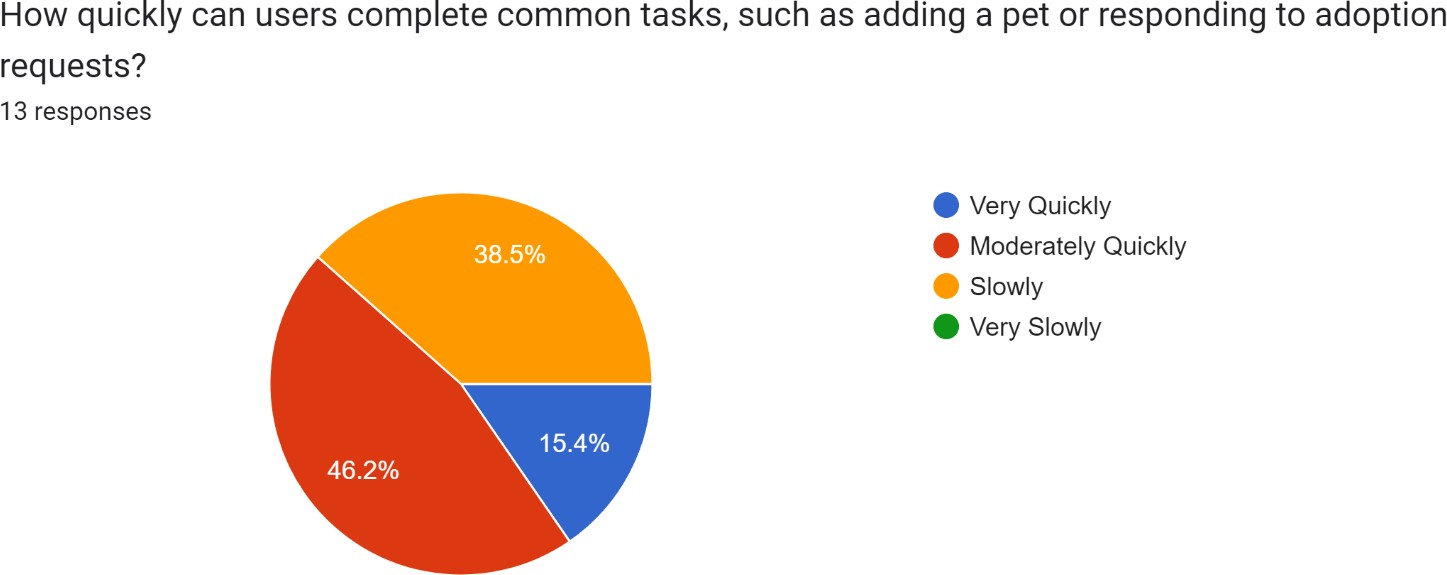 How quickly can users complete common tasks, such as adding a pet or responding to adoption
requests?
13 responses
Very Quickly
Moderately Quickly
Slowly
Very Slowly
38.5%
15.4%
46.2%